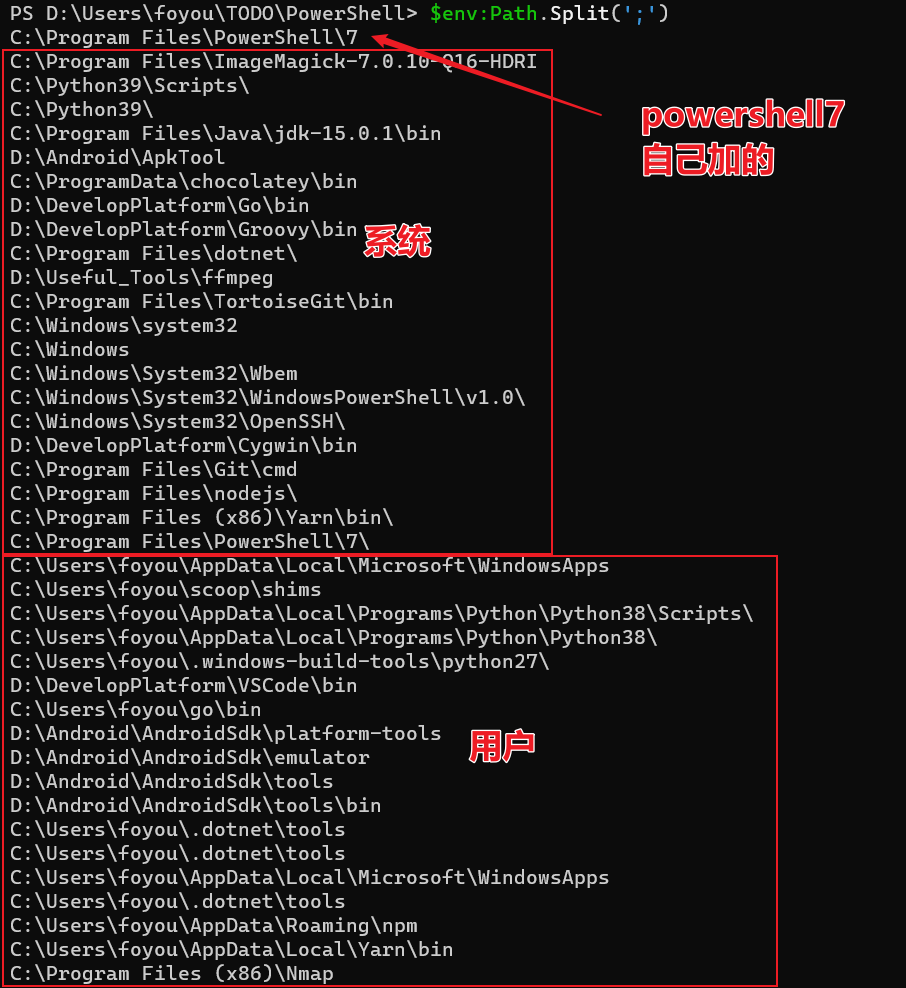 PS D:\Users\foyou\TODO\PowerShell> $env:Path.Split(';')
C:\Program Files\PowerShell\7
C:\Program Files\ImageMagick-7.0.10-Q16-HDRI
C:\Python39\Scripts\
C:\Python39\
powershell7
C:\Program Files\Java\jdk-15.0.1\bin
D:\Android\ApkTool
自己加的
C:\ProgramData\chocolatey\bin
D:\DevelopPlatform\Go\bin
D:\DevelopPlatform\Groovy\bin
系统
C:\Program Files\dotnet\
D:\Useful_Tools\ffmpeg
C:\Program Files\TortoiseGit\bin
C:\Windows\system32
C:\Windows
C:\Windows\System32\Wbem
C:\Windows\System32\WindowsPowerShell\v1.0\
C:\Windows\System32\OpenSSH\
D:\DevelopPlatform\Cygwin\bin
C:\Program Files\Git\cmd
C:\Program Files\nodejs\
C:\Program Files (x86)\Yarn\bin\
C:\Program Files\PowerShell\7\
C:\Users\foyou\AppData\Local\Microsoft\WindowsApps
C:\Users\foyou\scoop\shims
C:\Users\foyou\AppData\Local\Programs\Python\Python38\Scripts\
C:\Users\foyou\AppData\Local\Programs\Python\Python38\
C:\Users\foyou\.windows-build-tools\python27\
D:\DevelopPlatform\VSCode\bin
C:\Users\foyou\go\bin
D:\Android\AndroidSdk\platform-tools
用户
D:\Android\AndroidSdk\emulator
D:\Android\AndroidSdk\tools
D:\Android\AndroidSdk\tools\bin
C:\Users\foyou\.dotnet\tools
C:\Users\foyou\.dotnet\tools
C:\Users\foyou\AppData\Local\Microsoft\WindowsApps
C:\Users\foyou\.dotnet\tools
C:\Users\foyou\AppData\Roaming\npm
C:\Users\foyou\AppData\Local\Yarn\bin
C:\Program Files (x86)\Nmap